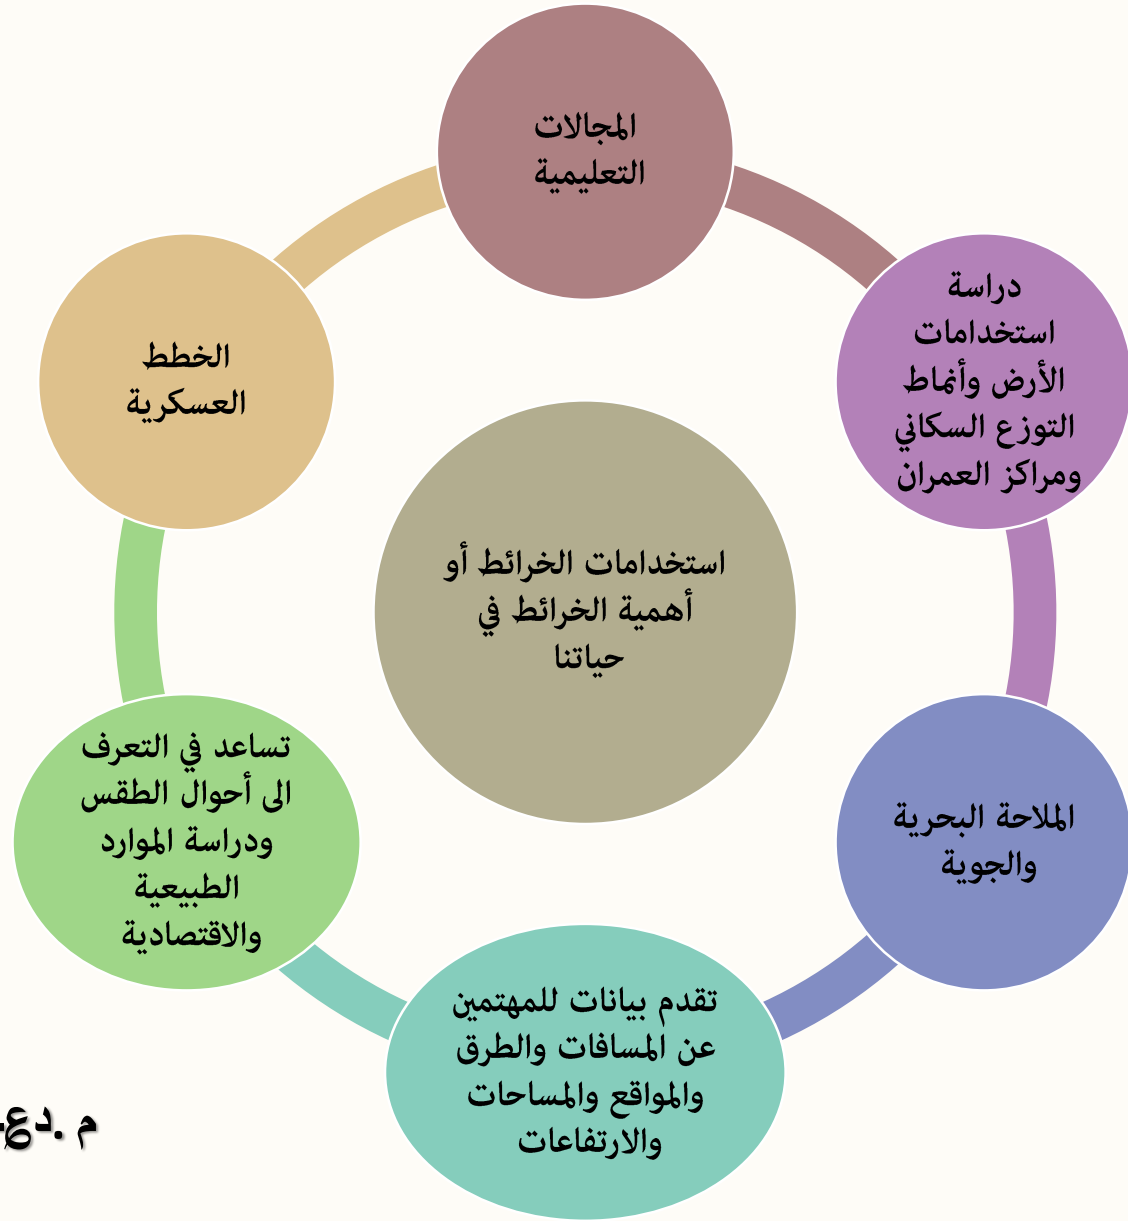 المجالات
التعليمية
دراسة
استخدامات
الأرض وأنماط
التوزع السكاني
ومراكز العمران
الملاحة البحرية
والجوية
تقدم بيانات للمهتمين
عن المسافات والطرق
والمواقع والمساحات
والارتفاعات
تساعد في التعرف
الى أحوال الطقس
ودراسة الموارد
الطبيعية
والاقتصادية
الخطط
العسكرية
استخدامات الخرائط أو
أهمية الخرائط في
حياتنا
م .